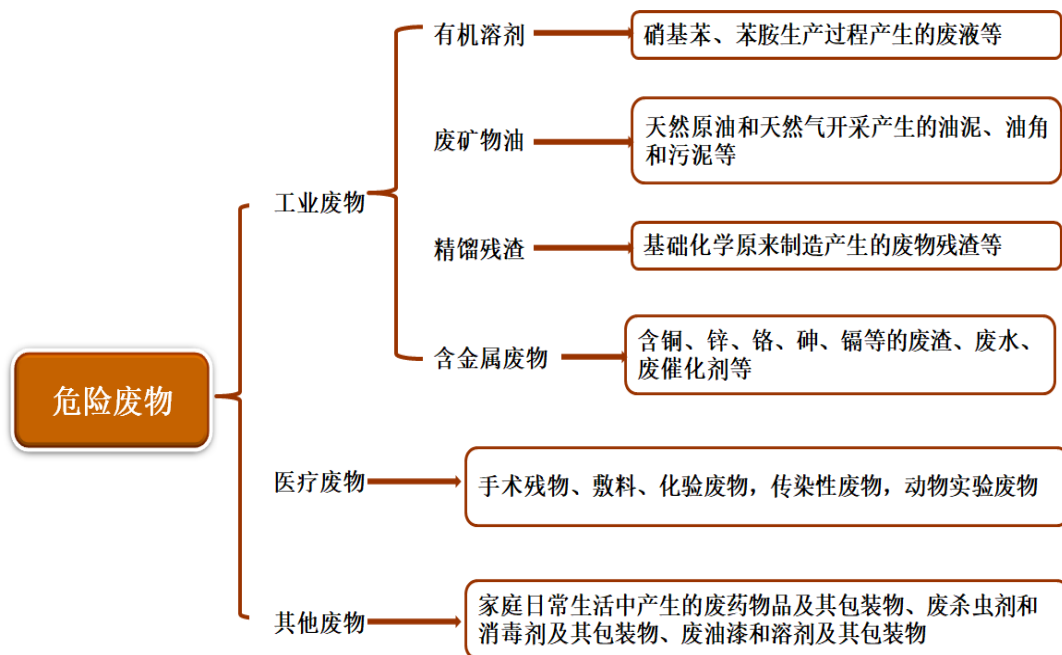 危险废物
工业废物
有机溶剂
硝基苯、苯胺生产过程产生的废液等
废矿物油
天然原油和天然气开采产生的油泥、油角
和污泥等
精馏残渣
基础化学原来制造产生的废物残渣等
含金属废物
含铜、锌、铬、砷、镉等的废渣、废水、
废催化剂等
医疗废物
手术残物、敷料、化验废物，传染性废物，动物实验废物
其他废物
家庭日常生活中产生的废药物品及其包装物、废杀虫剂和
消毒剂及其包装物、废油漆和溶剂及其包装物